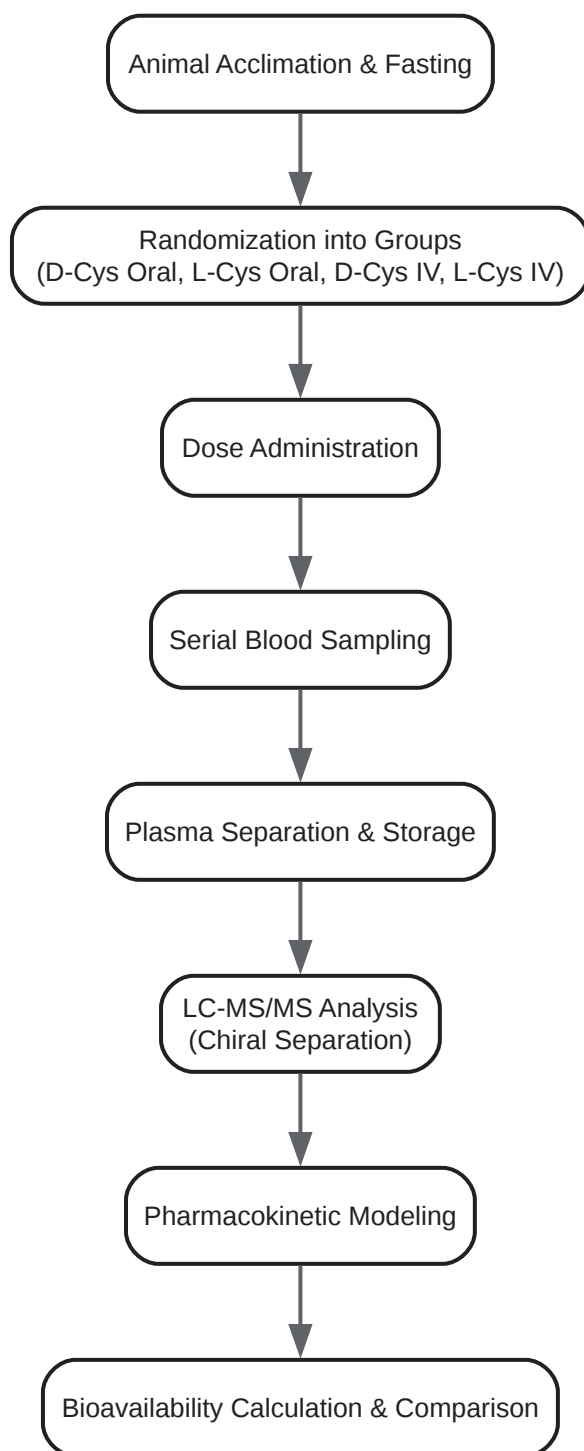 Animal Acclimation & Fasting
Randomization into Groups
(D-Cys Oral, L-Cys Oral, D-Cys IV, L-Cys IV)
Dose Administration
Serial Blood Sampling
Plasma Separation & Storage
LC-MS/MS Analysis
(Chiral Separation)
Pharmacokinetic Modeling
Bioavailability Calculation & Comparison